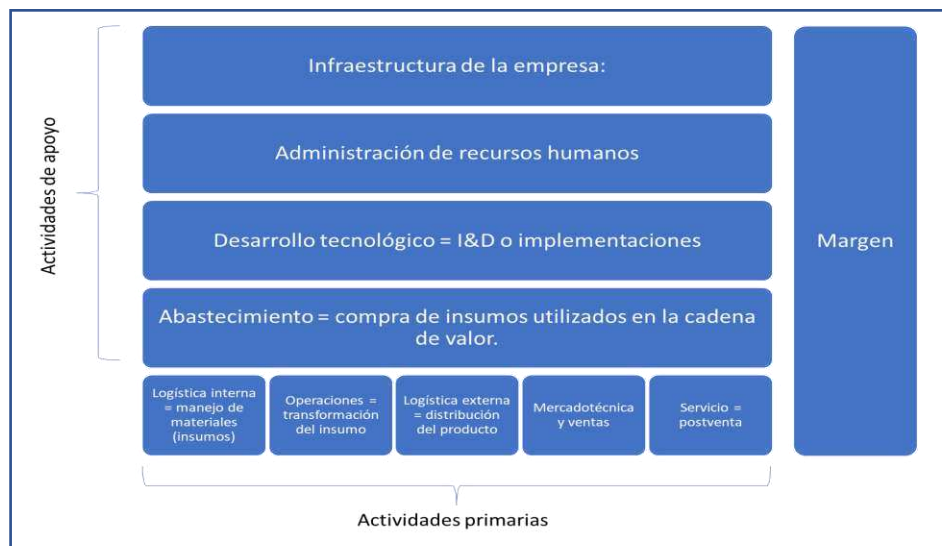 Actividades de apoyo
Infraestructura de la empresa:
Administración de recursos humanos
Desarrollo tecnológico = I&D o implementaciones
Abastecimiento = compra de insumos utilizados en la cadena
de valor.
Logística interna
= manejo de
materiales
(insumos)
Operaciones =
transformación
del insumo
Logística externa
= distribución
del producto
Mercadotécnica
y ventas
Servicio =
postventa
Margen
Actividades primarias